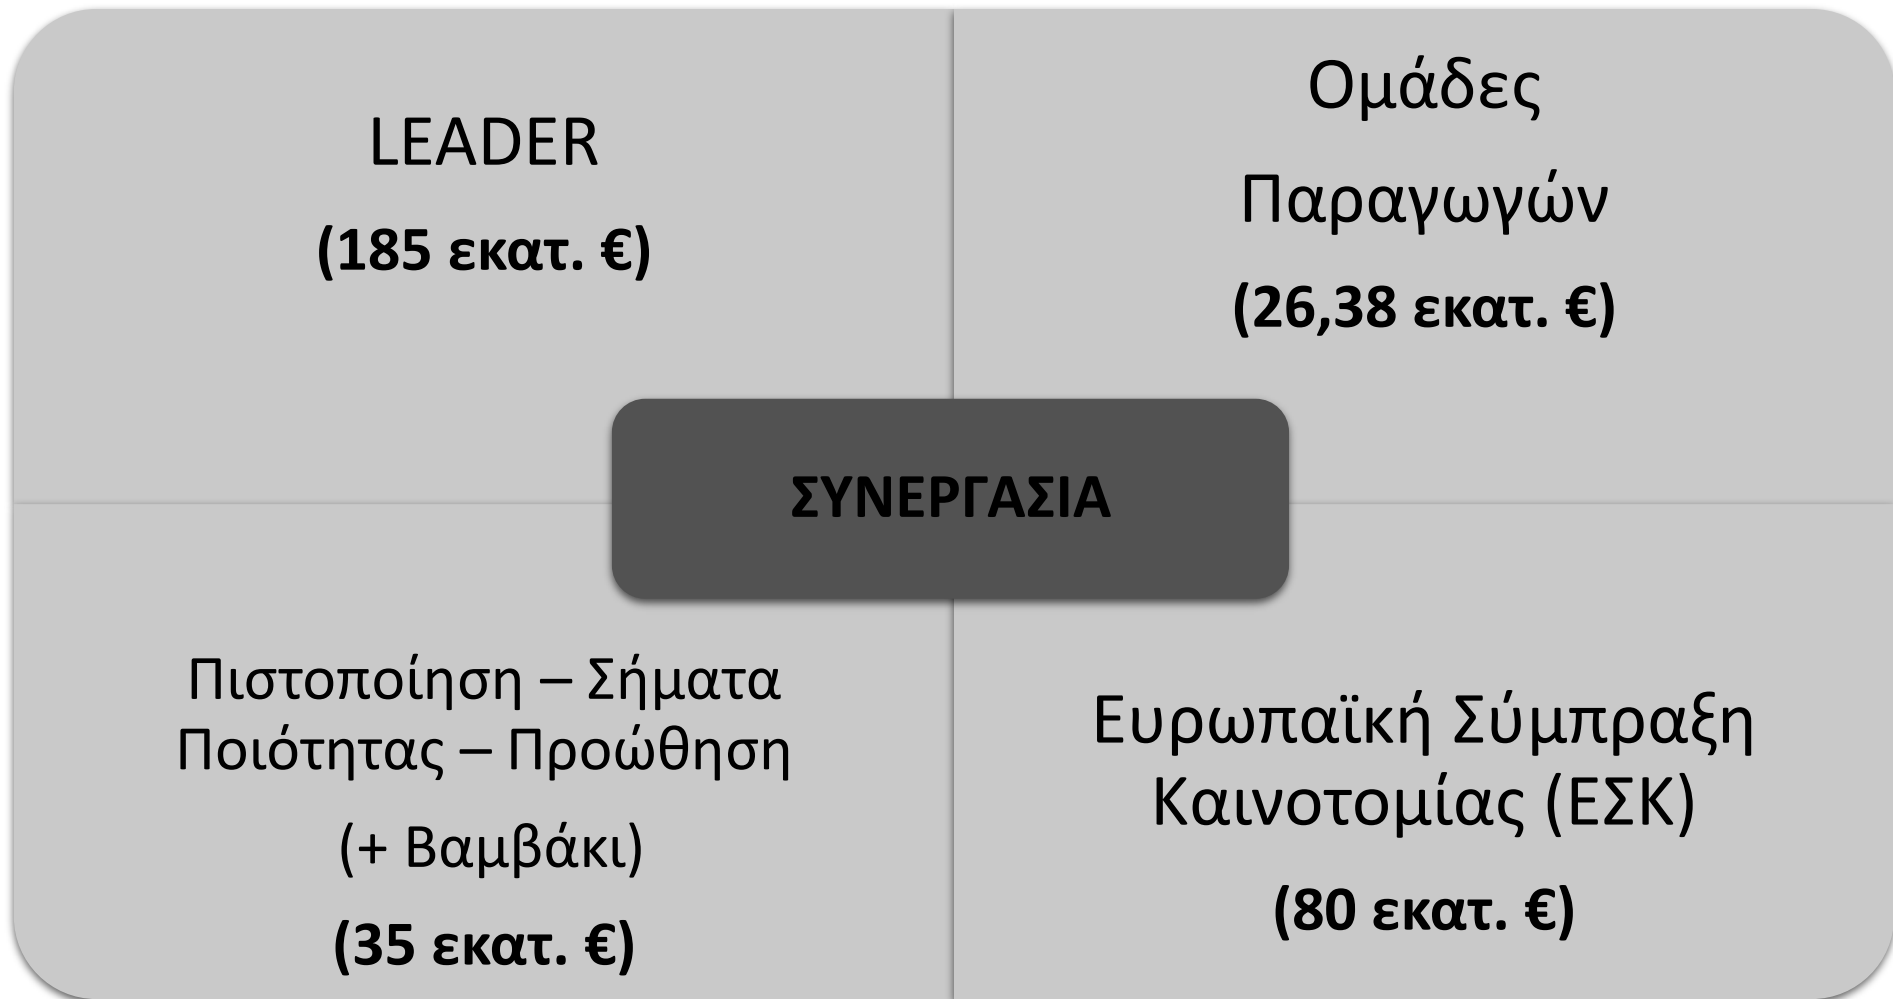 LEADER
(185 εκατ. €)
Ομάδες
Παραγωγών
(26,38 εκατ. €)
ΣΥΝΕΡΓΑΣΙΑ
Πιστοποίηση – Σήματα
Ποιότητας – Προώθηση
(+ Βαμβάκι)
(35 εκατ. €)
Ευρωπαϊκή Σύμπραξη
Καινοτομίας (ΕΣΚ)
(80 εκατ. €)